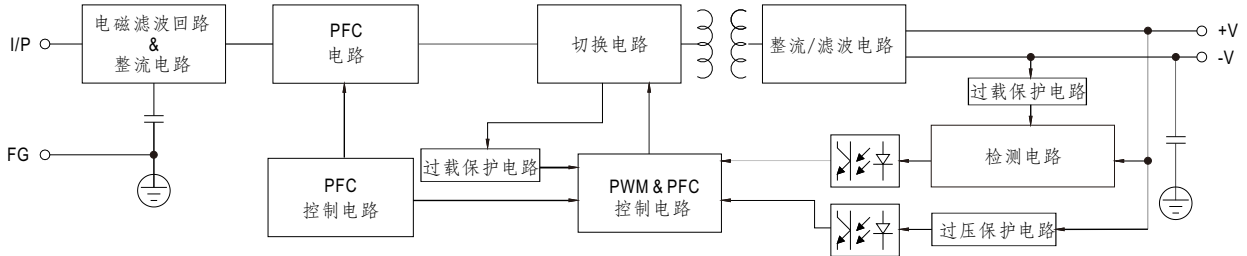 I/P
电磁滤波回路
&
整流电路
PFC
电路
切换电路
整流/滤波电路
+V
-V
过载保护电路
FG
过载保护电路
检测电路
PFC
控制电路
PWM & PFC
控制电路
过压保护电路